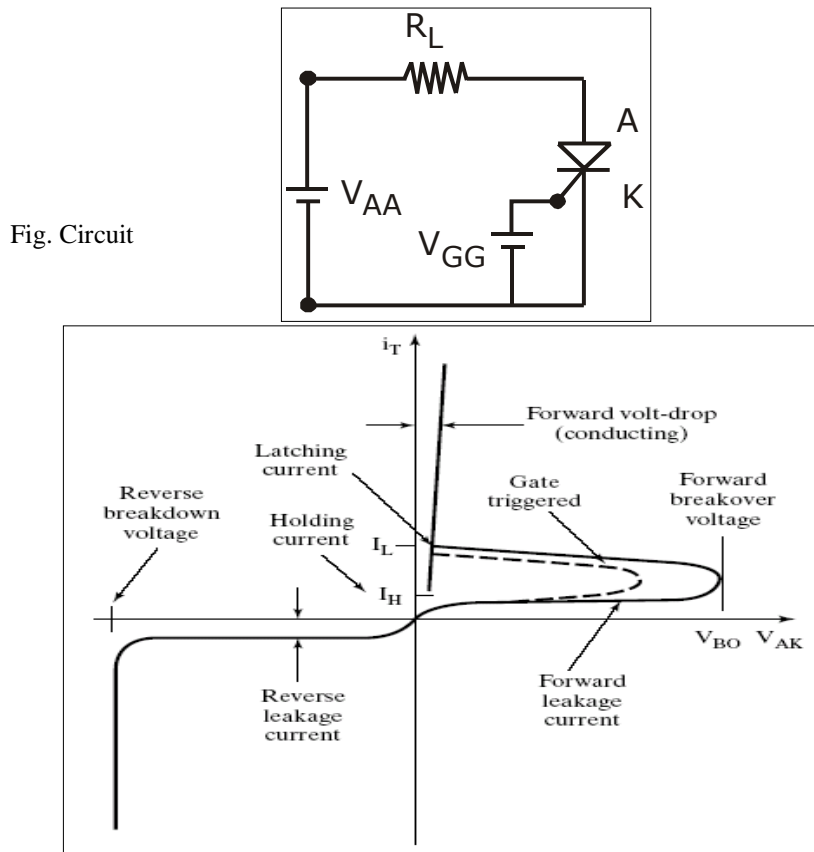 R_L
A
V_AA
K
V_GG
Fig. Circuit
i_T
Forward volt-drop
(conducting)
Latching
current
Gate
triggered
Forward
breakover
voltage
Reverse
breakdown
voltage
Holding
current
I_L
I_H
V_BO V_AK
Reverse
leakage
current
Forward
leakage
current